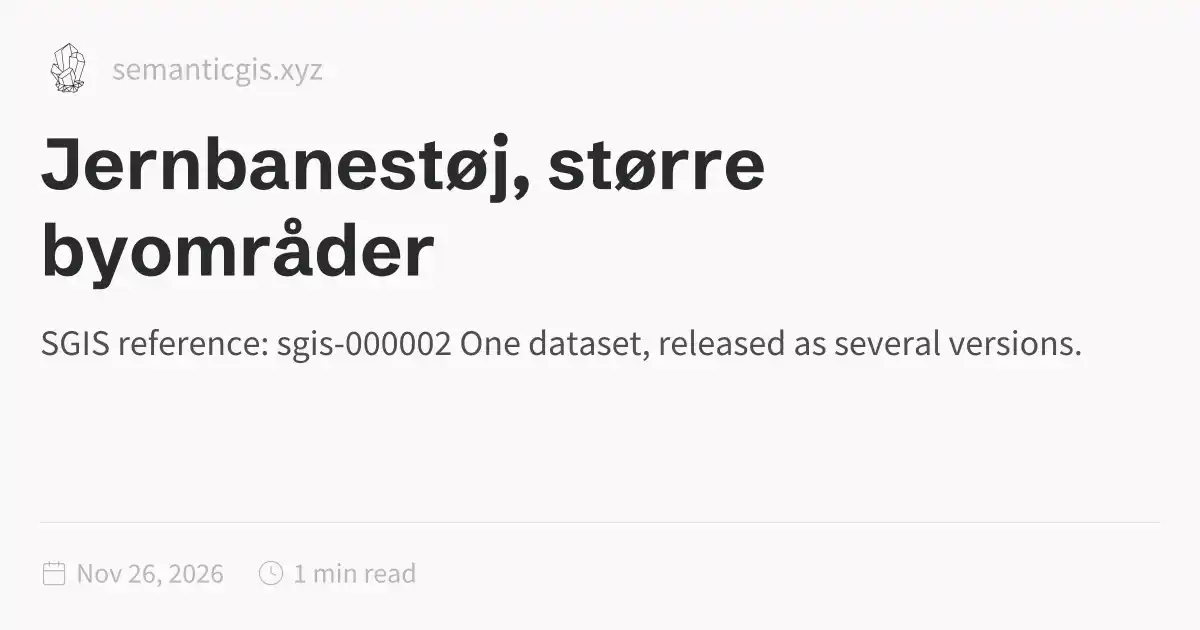 semanticgis.xyz
Jernbanestøj, større
byområder
SGIS reference: sgis-000002 One dataset, released as several versions.
Nov 26, 2026 1 min read